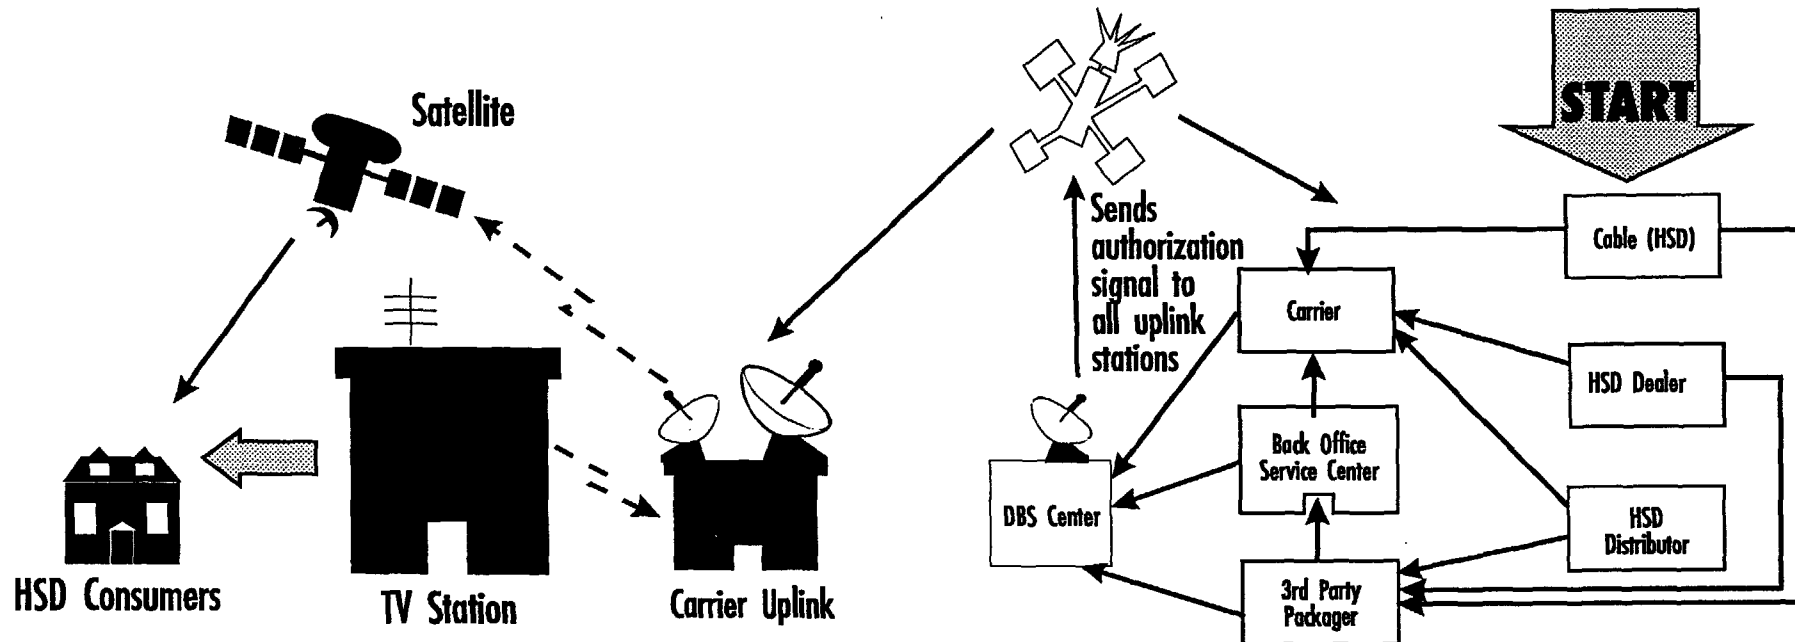 START
Satellite
Sends
authorization
signal to
all uplink
stations
Cable (HSD)
Carrier
HSD Dealer
Back Office
Service Center
DBS Center
HSD
Distributor
3rd Party
Packager
HSD Consumers
TV Station
Carrier Uplink